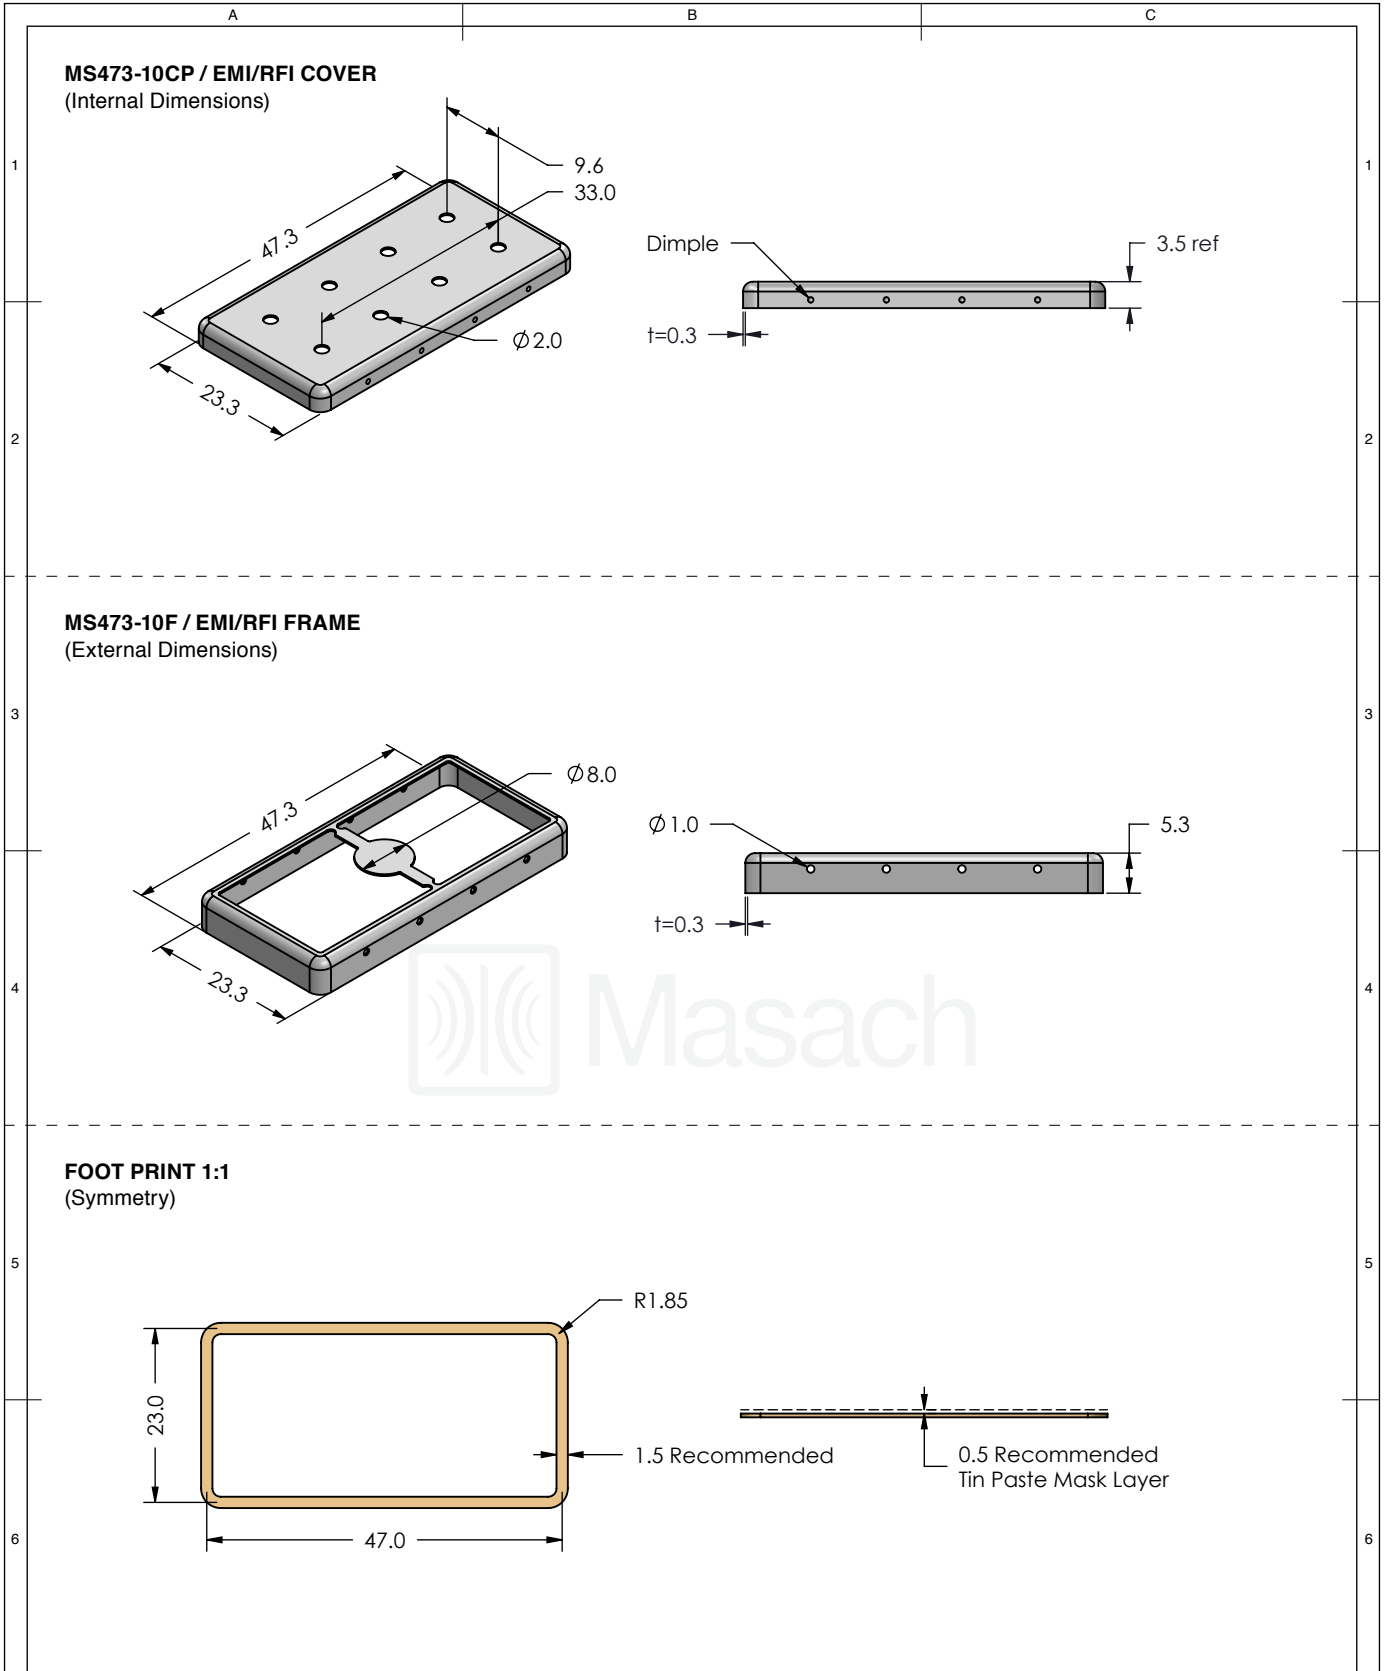 A
B
C
MS473-10CP / EMI/RFI COVER
(Internal Dimensions)
1
1
9.6
33.0
47.3
Dimple
3.5 ref
t=0.3
Ø2.0
23.3
2
2
MS473-10F / EMI/RFI FRAME
(External Dimensions)
3
3
Ø8.0
47.3
Ø1.0
5.3
t=0.3
23.3
4
4
Masach
FOOT PRINT 1:1
(Symmetry)
5
5
R1.85
23.0
1.5 Recommended
0.5 Recommended
Tin Paste Mask Layer
47.0
6
6